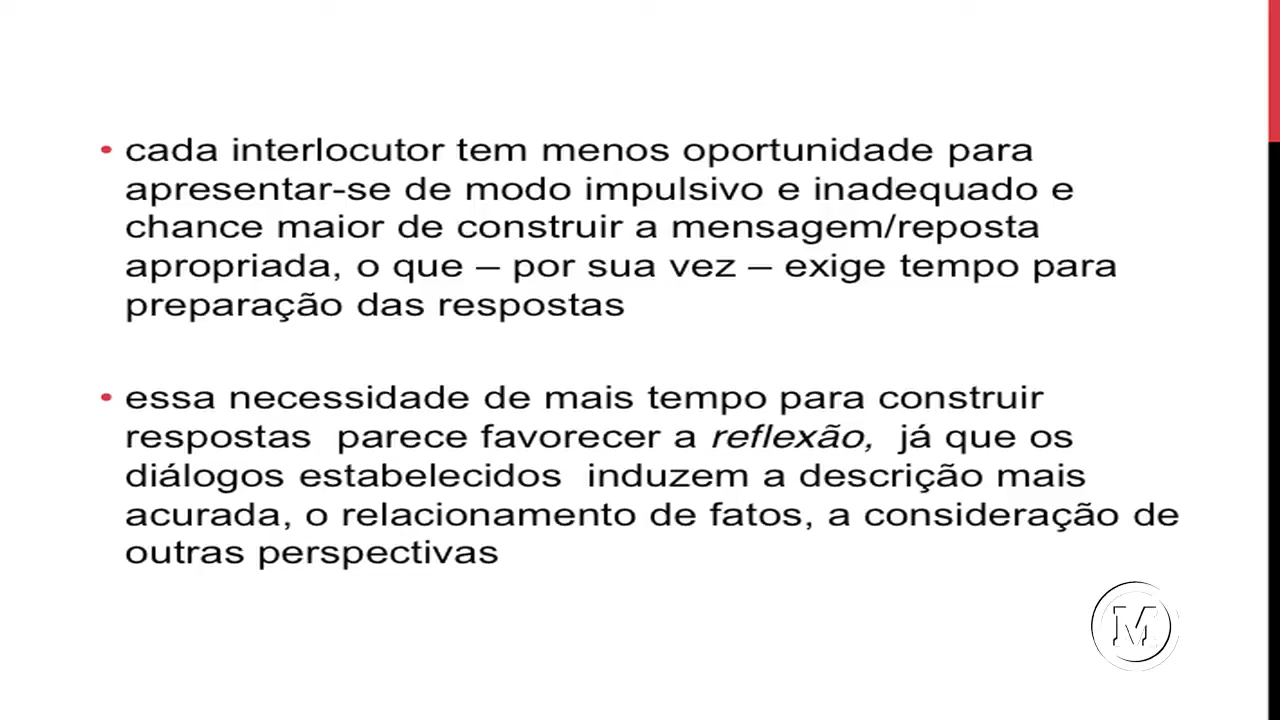 • cada interlocutor tem menos oportunidade para
apresentar-se de modo impulsivo e inadequado e
chance maior de construir a mensagem/reposta
apropriada, o que – por sua vez – exige tempo para
preparação das respostas
• essa necessidade de mais tempo para construir
respostas parece favorecer a reflexão, já que os
diálogos estabelecidos induzem a descrição mais
acurada, o relacionamento de fatos, a consideração de
outras perspectivas
M